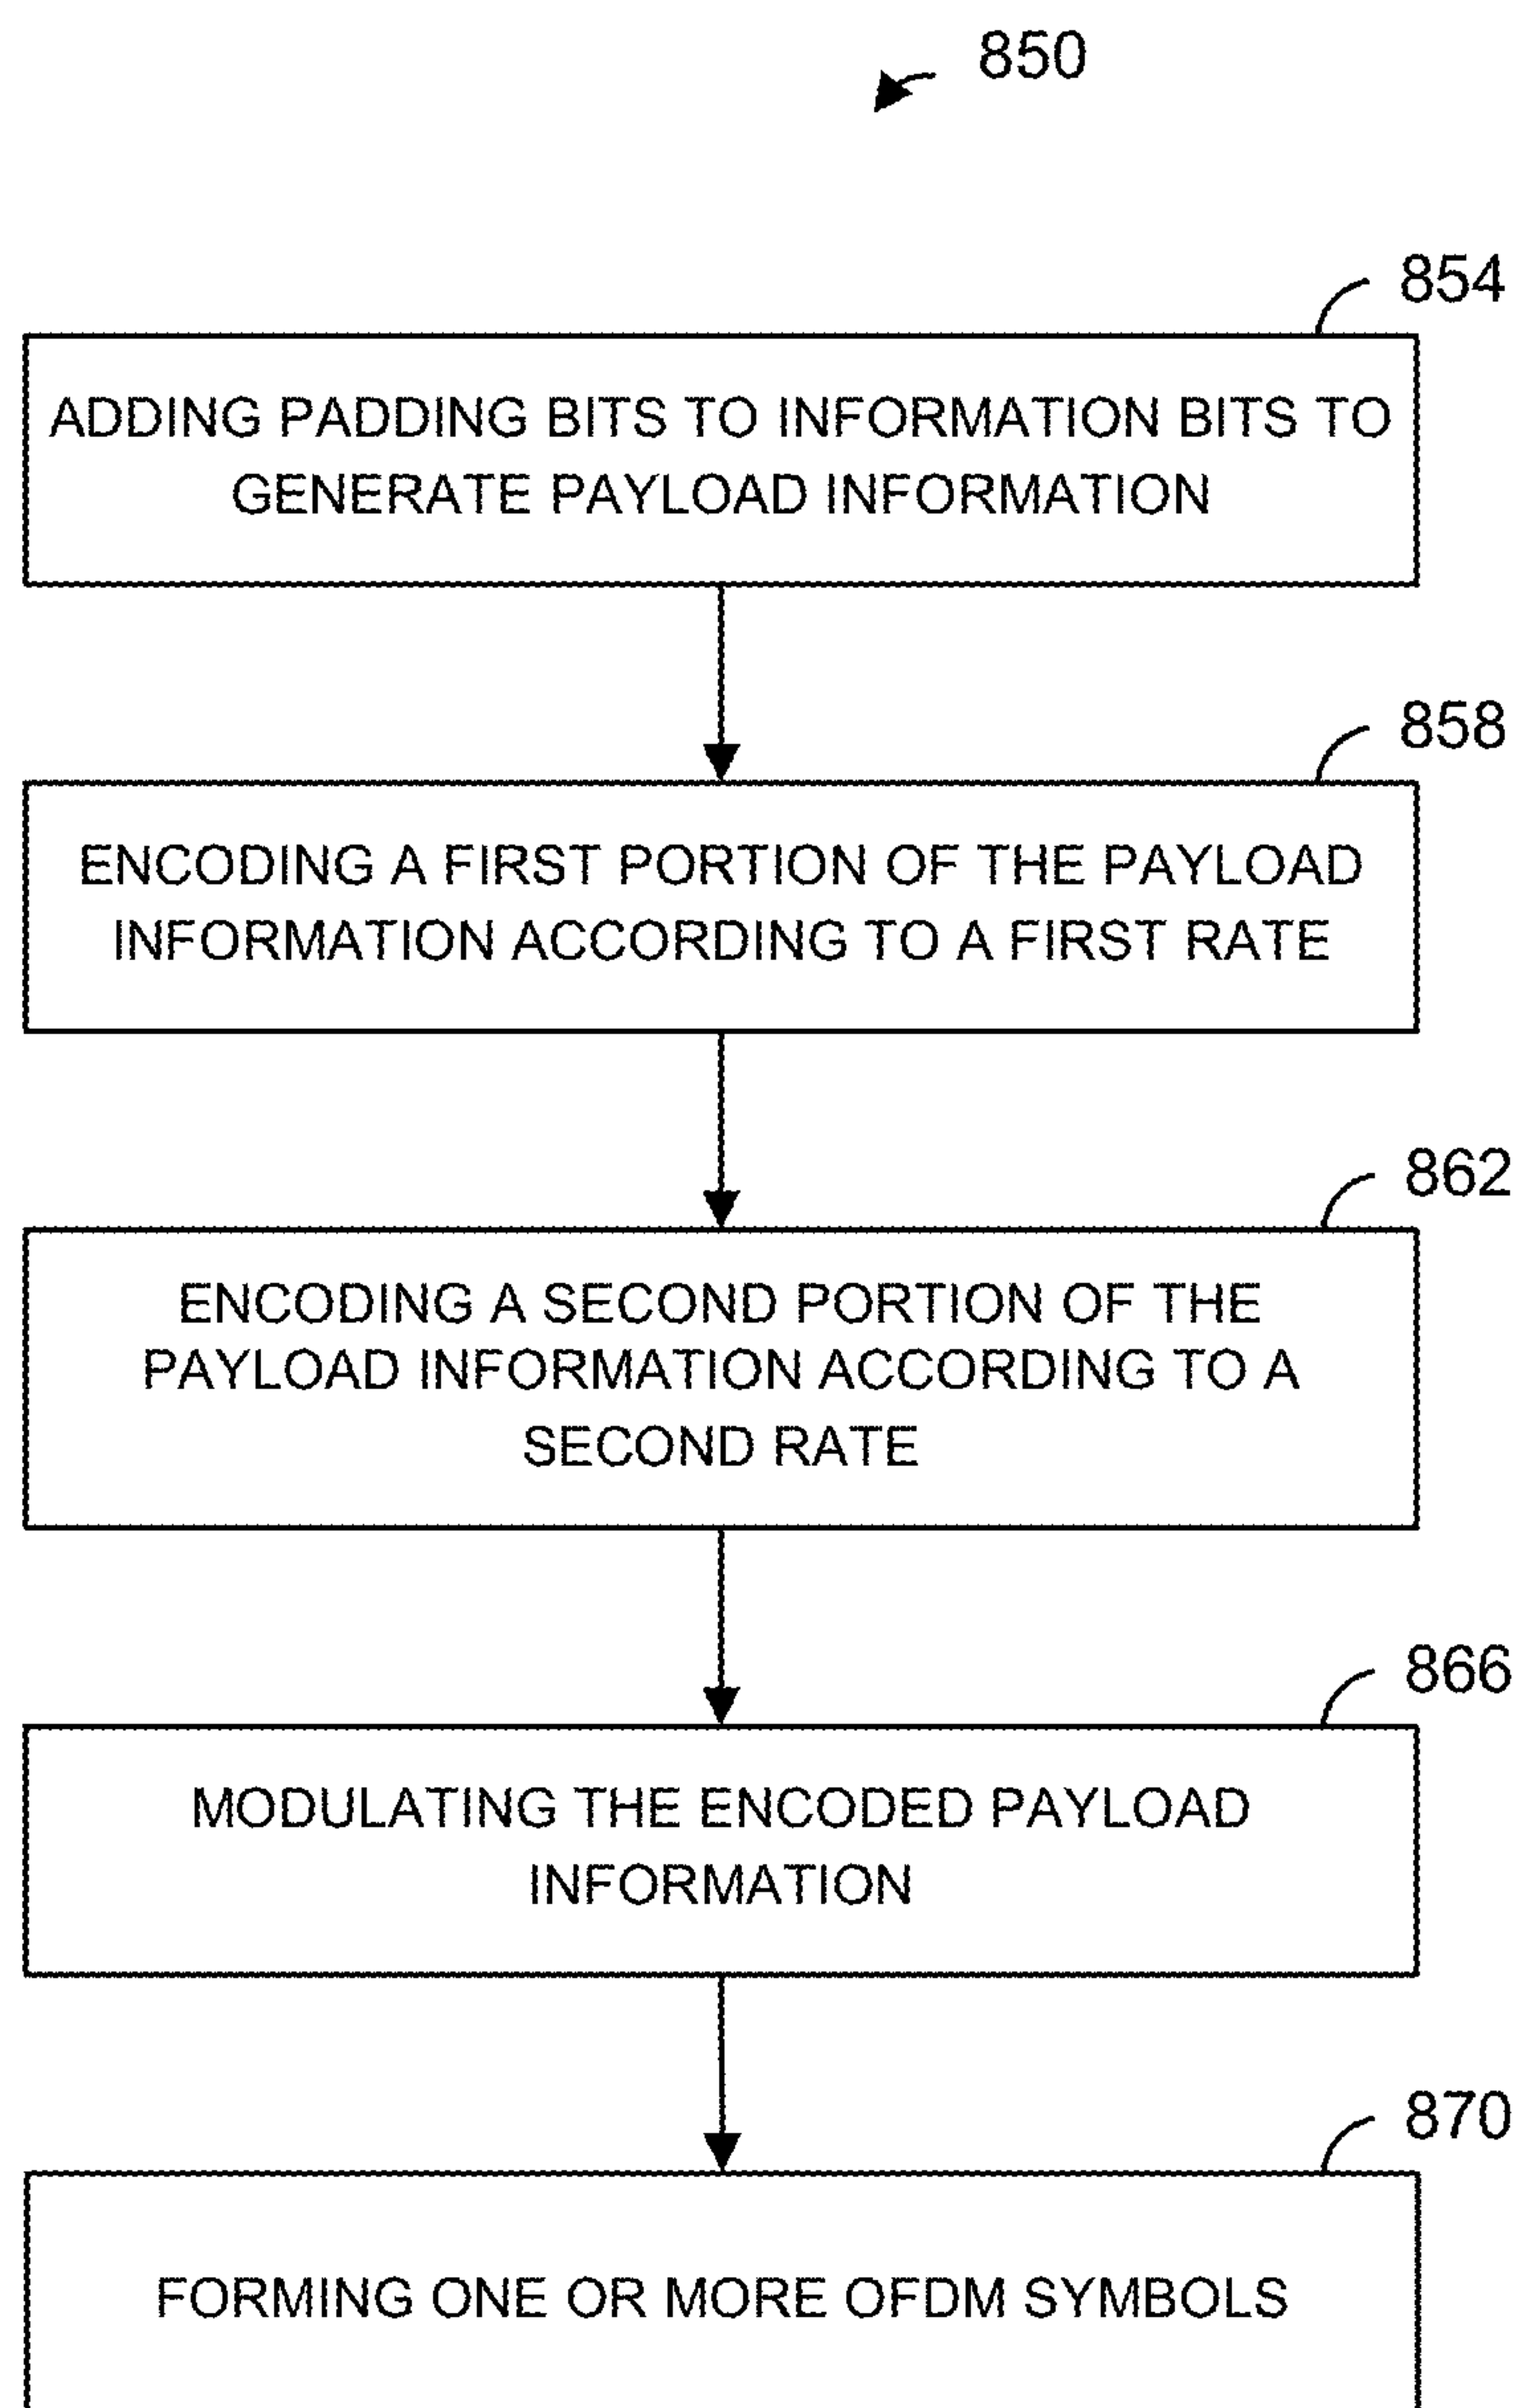 850
854
ADDING PADDING BITS TO INFORMATION BITS TO
GENERATE PAYLOAD INFORMATION
858
ENCODING A FIRST PORTION OF THE PAYLOAD
INFORMATION ACCORDING TO A FIRST RATE
862
ENCODING A SECOND PORTION OF THE
PAYLOAD INFORMATION ACCORDING TO A
SECOND RATE
866
MODULATING THE ENCODED PAYLOAD
INFORMATION
870
FORMING ONE OR MORE OFDM SYMBOLS